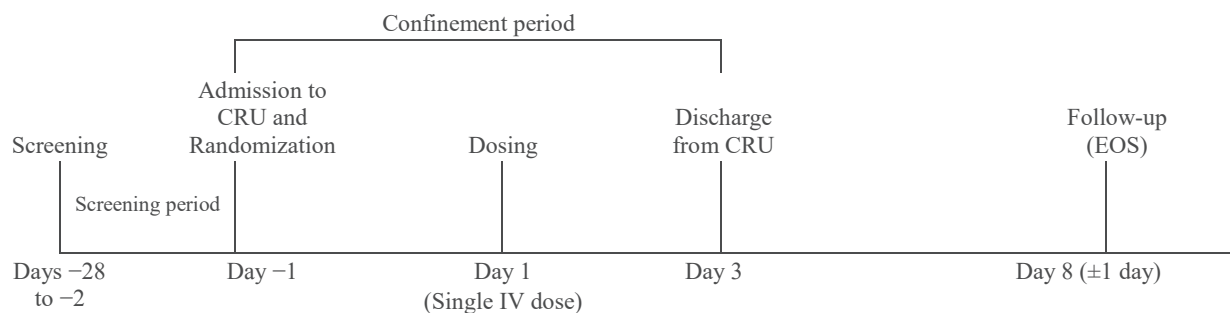 Confinement period
Admission to
CRU and
Randomization
Screening
Dosing
Discharge
from CRU
Follow-up
(EOS)
Screening period
Days −28
to −2
Day −1
Day 1
(Single IV dose)
Day 3
Day 8 (±1 day)